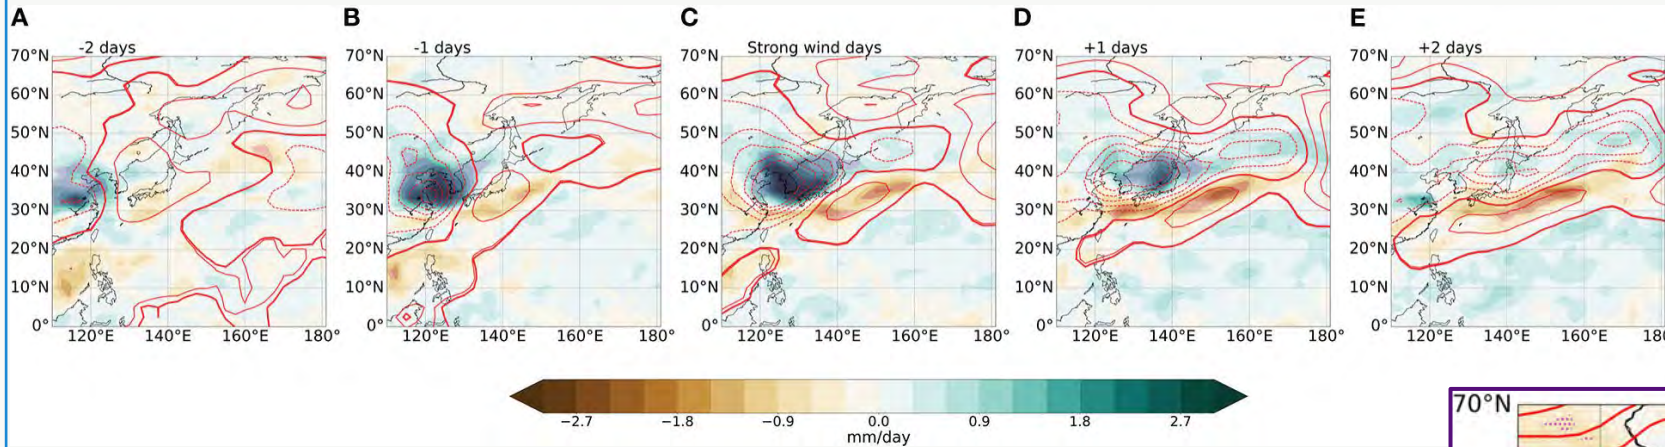 A B C D E
-2 days -1 days Strong wind days +1 days +2 days
70°N 70°N 70°N 70°N 70°N
60°N 60°N 60°N 60°N 60°N
50°N 50°N 50°N 50°N 50°N
40°N 40°N 40°N 40°N 40°N
30°N 30°N 30°N 30°N 30°N
20°N 20°N 20°N 20°N 20°N
10°N 10°N 10°N 10°N 10°N
0° 0° 0° 0° 0°
120°E 140°E 160°E 180° 120°E 140°E 160°E 180° 120°E 140°E 160°E 180° 120°E 140°E 160°E 180° 120°E 140°E 160°E
−2.7 −1.8 −0.9 0.0 0.9 1.8 2.7
mm/day
70°N